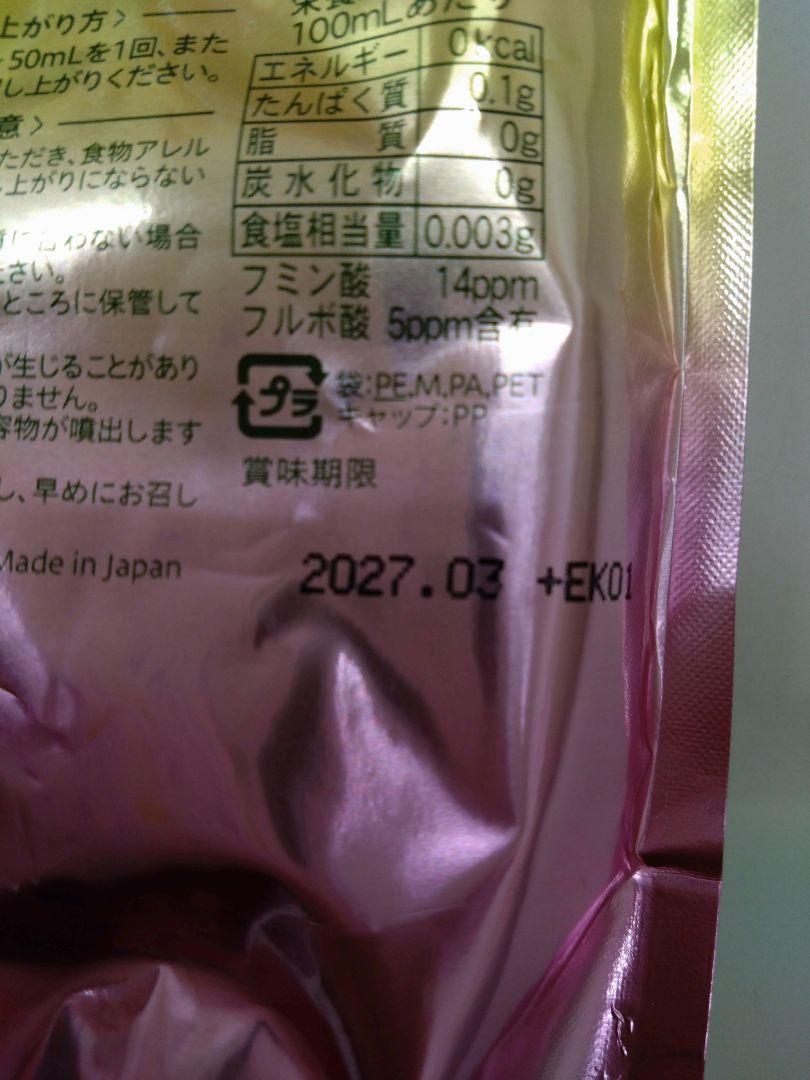 上がり方〉
50mLを1回、また
し上がりください。
意〉
ただき、食物アレル
上がりにならない
わない場合
ださい。
ところに保管して
が生じることがあり
りません。
容物が噴出します
し、早めにお召し
Made in Japan
100mLあたり
エネルギー 0kcal
たんぱく質 0.1g
脂質 0g
炭水化物 0g
食塩相当量 0.003g
フミン酸 14ppm
フルボ酸 5ppm含有
プラ
袋:PE,M,PA,PET
キャップ:PP
賞味期限
2027.03 +EK01